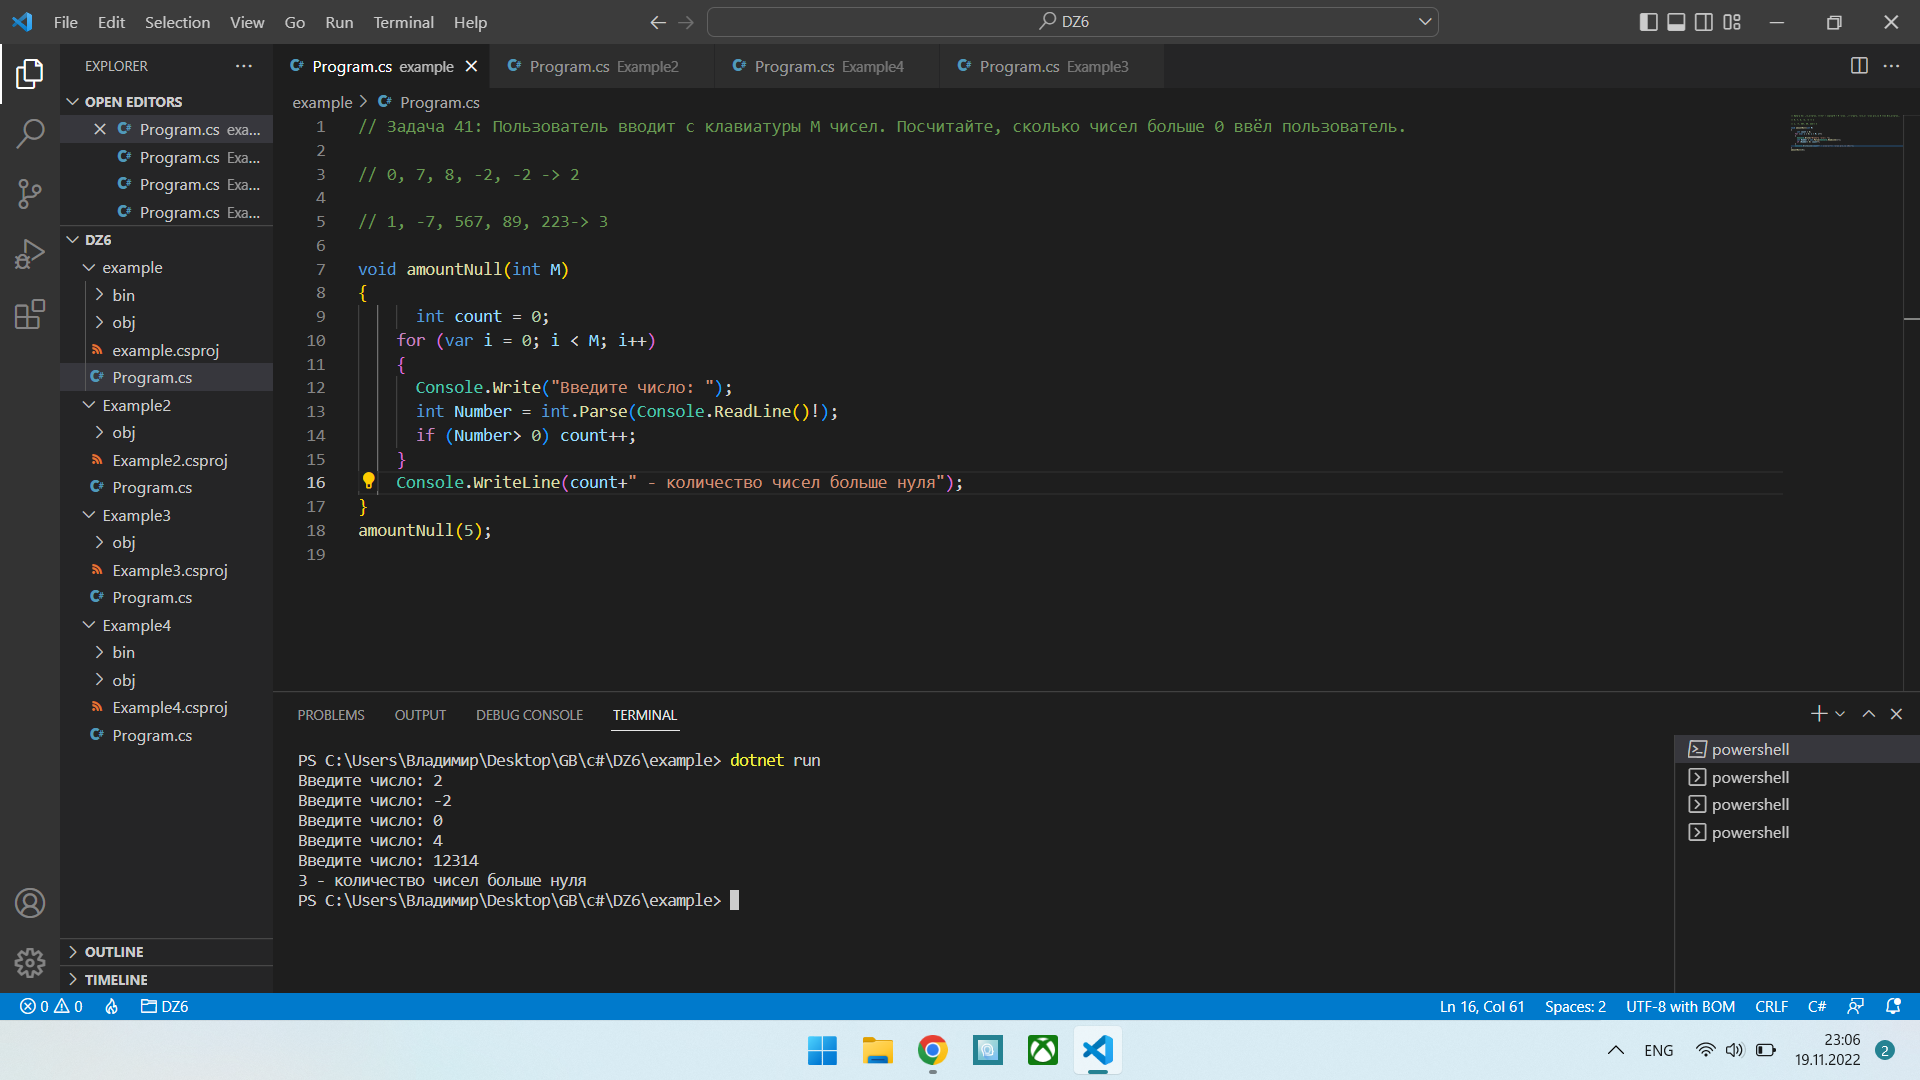 File Edit Selection View Go Run Terminal Help
DZ6
EXPLORER
OPEN EDITORS
Program.cs exa...
Program.cs Exa...
Program.cs Exa...
Program.cs Exa...
DZ6
example
bin
obj
example.csproj
Program.cs
Example2
obj
Example2.csproj
Program.cs
Example3
obj
Example3.csproj
Program.cs
Example4
bin
obj
Example4.csproj
Program.cs
OUTLINE
TIMELINE
Program.cs example
Program.cs Example2
Program.cs Example4
Program.cs Example3
example > Program.cs
1 // Задача 41: Пользователь вводит с клавиатуры M чисел. Посчитайте, сколько чисел больше 0 ввёл пользователь.
2
3 // 0, 7, 8, -2, -2 -> 2
4
5 // 1, -7, 567, 89, 223-> 3
6
7 void amountNull(int M)
8 {
9 int count = 0;
10 for (var i = 0; i < M; i++)
11 {
12 Console.Write("Введите число: ");
13 int Number = int.Parse(Console.ReadLine()!);
14 if (Number> 0) count++;
15 }
16 Console.WriteLine(count+" - количество чисел больше нуля");
17 }
18 amountNull(5);
19
PROBLEMS OUTPUT DEBUG CONSOLE TERMINAL
PS C:\Users\Владимир\Desktop\GB\c#\DZ6\example> dotnet run
Введите число: 2
Введите число: -2
Введите число: 0
Введите число: 4
Введите число: 12314
3 - количество чисел больше нуля
PS C:\Users\Владимир\Desktop\GB\c#\DZ6\example>
powershell
powershell
powershell
powershell
0 0 DZ6
Ln 16, Col 61 Spaces: 2 UTF-8 with BOM CRLF C#
ENG
23:06
19.11.2022
2